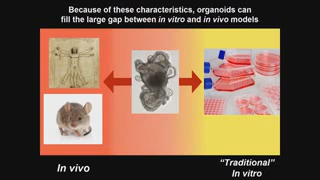 Because of these characteristics, organoids can
fill the large gap between in vitro and in vivo models
In vivo
“Traditional”
In vitro